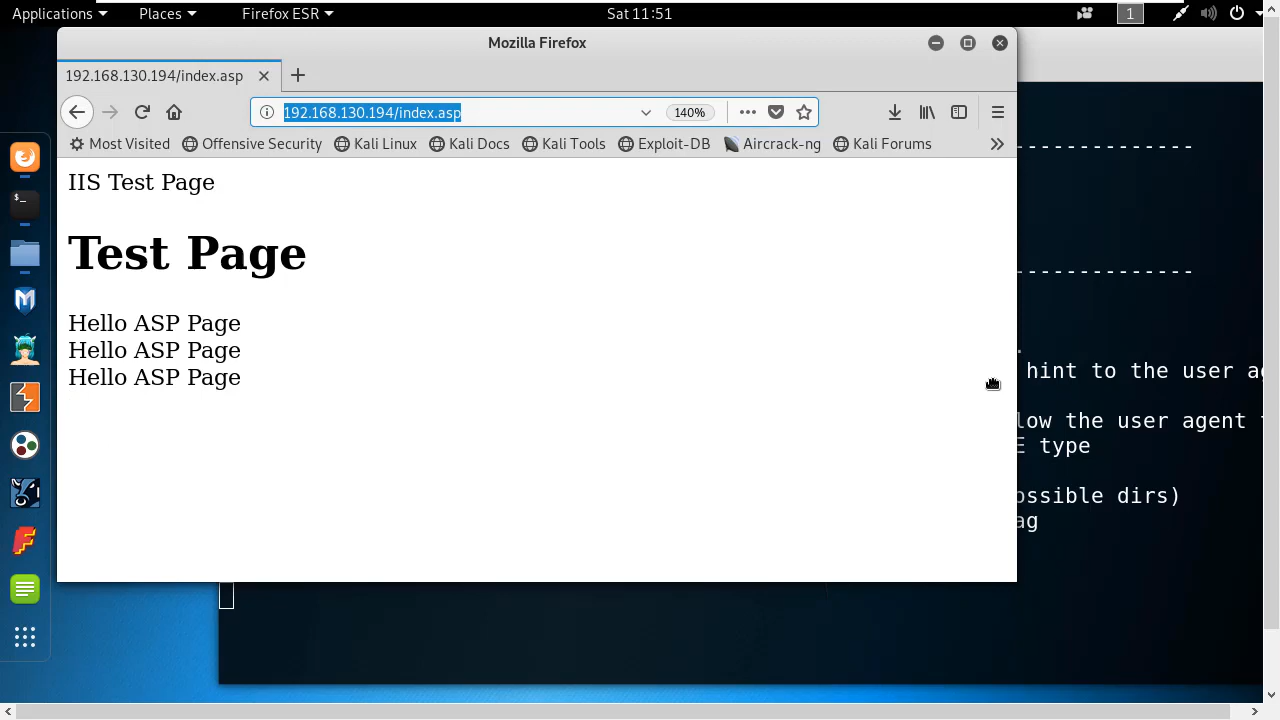 Applications Places Firefox ESR Sat 11:51 1
Mozilla Firefox
192.168.130.194/index.asp
192.168.130.194/index.asp 140%
Most Visited Offensive Security Kali Linux Kali Docs Kali Tools Exploit-DB Aircrack-ng Kali Forums
IIS Test Page
Test Page
Hello ASP Page
Hello ASP Page
Hello ASP Page
--------------
--------------
.
hint to the user ag
low the user agent
E type
ossible dirs)
ag